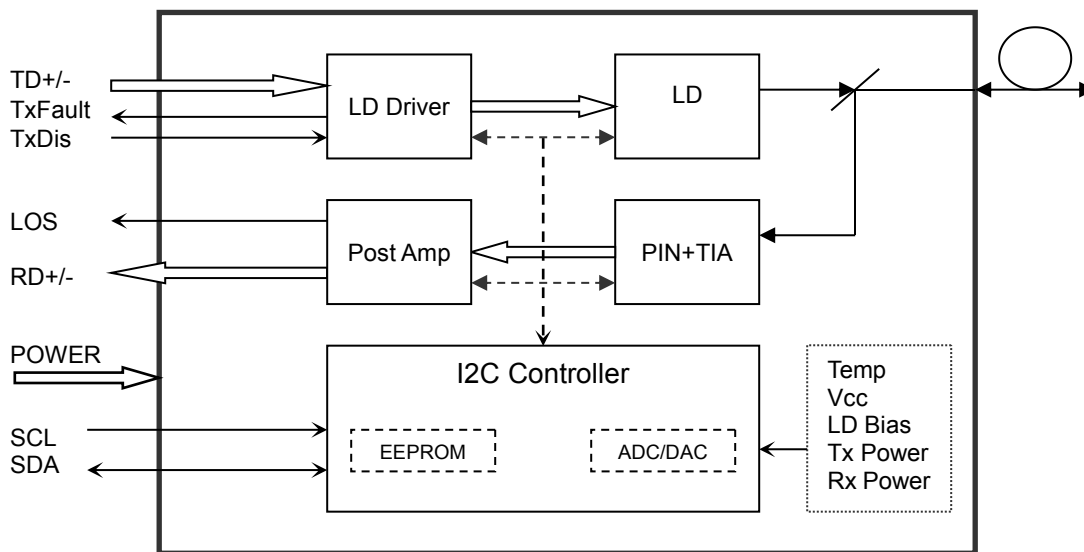 TD+/-
TxFault
TxDis
LD Driver
LD
LOS
RD+/-
Post Amp
PIN+TIA
POWER
SCL
SDA
I2C Controller
EEPROM
ADC/DAC
Temp
Vcc
LD Bias
Tx Power
Rx Power